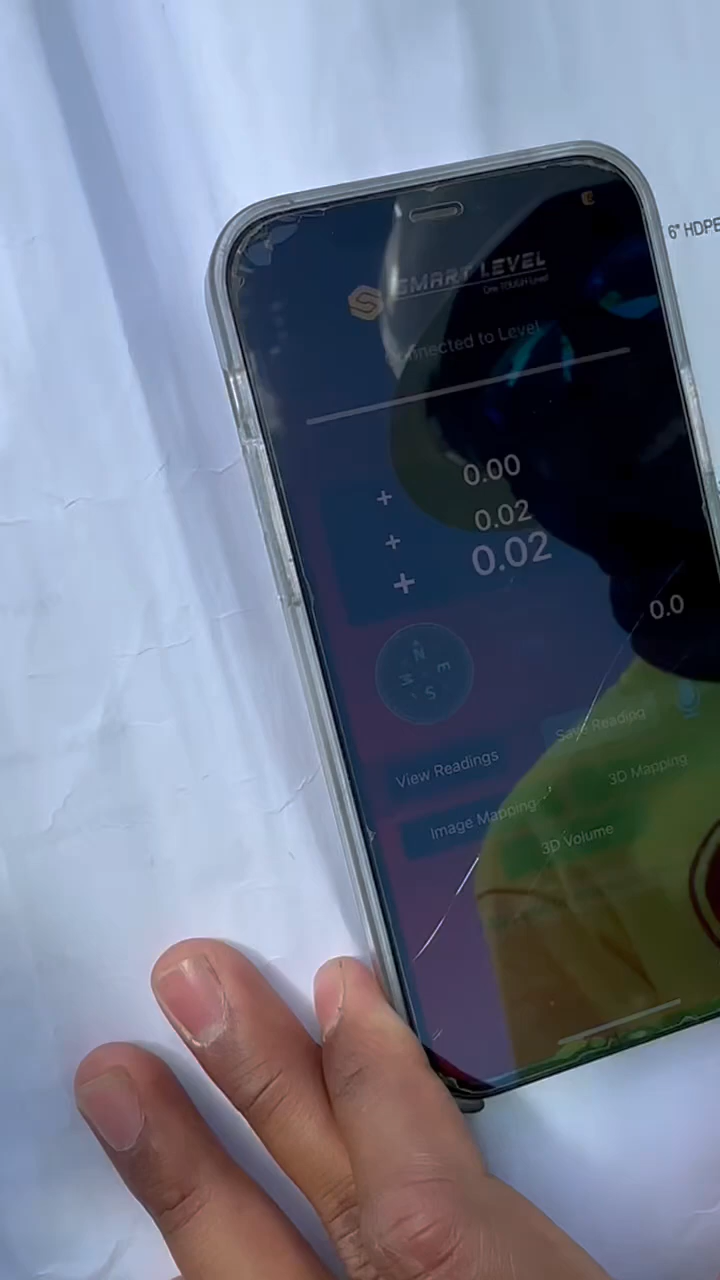 6" HDPE
SMART LEVEL
One TOUGH Level
Connected to Level
+ 0.00
+ 0.02
+ 0.02
0.0
N
E
S
W
Save Reading
View Readings
3D Mapping
Image Mapping
3D Volume